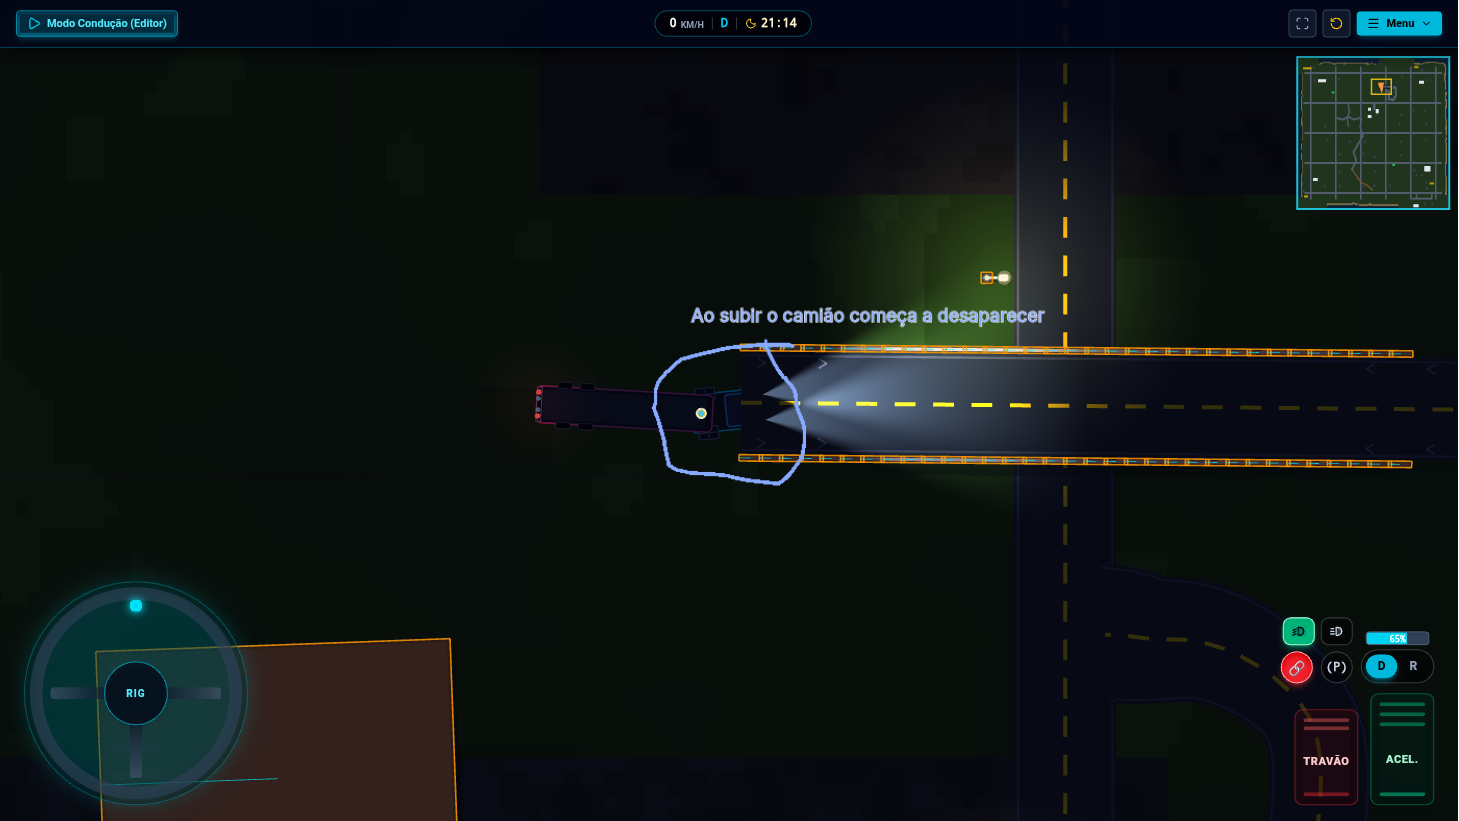 Modo Condução (Editor)
0 KM/H D 21:14
Menu
Ao subir o camião começa a desaparecer
RIG
65%
(P) D R
TRAVÃO
ACEL.